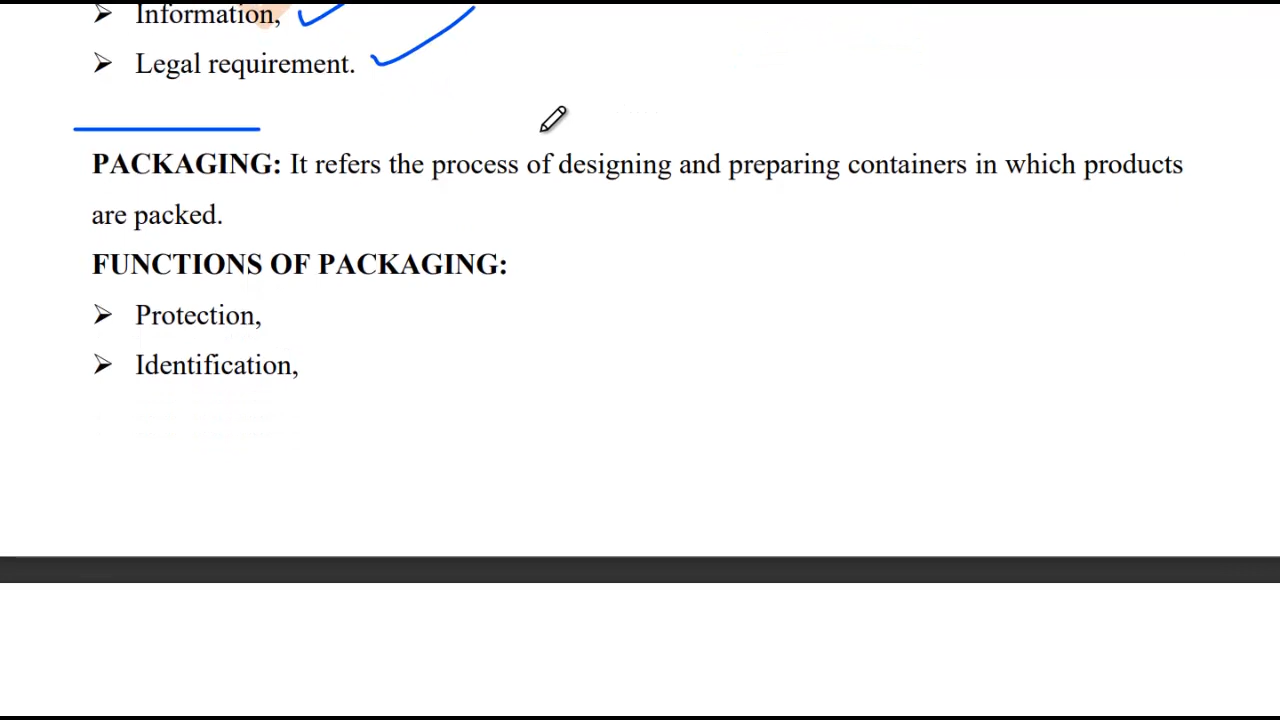 Information,
Legal requirement.
PACKAGING: It refers the process of designing and preparing containers in which products
are packed.
FUNCTIONS OF PACKAGING:
Protection,
Identification,